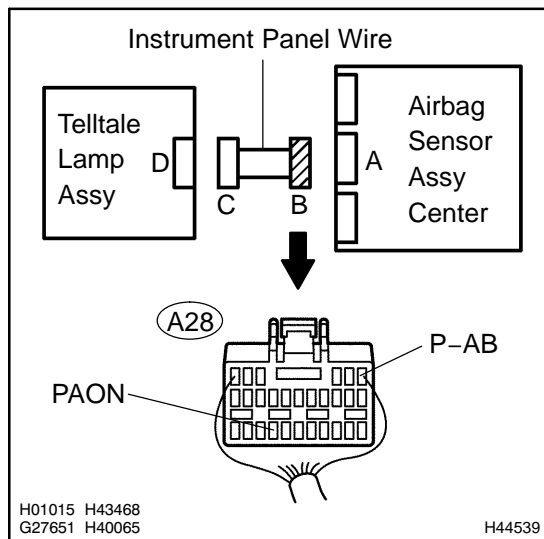 Instrument Panel Wire
Telltale
Lamp
Assy
D
C
B
A
Airbag
Sensor
Assy
Center
A28
P–AB
PAON
H01015 H43468
G27651 H40065
H44539